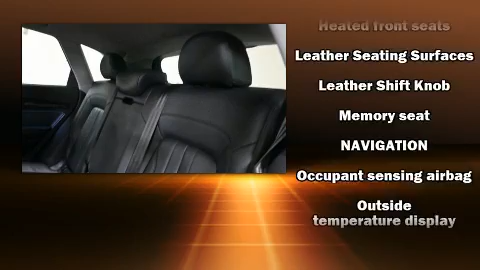 Heated front seats
Leather Seating Surfaces
Leather Shift Knob
Memory seat
NAVIGATION
Occupant sensing airbag
Outside
temperature display